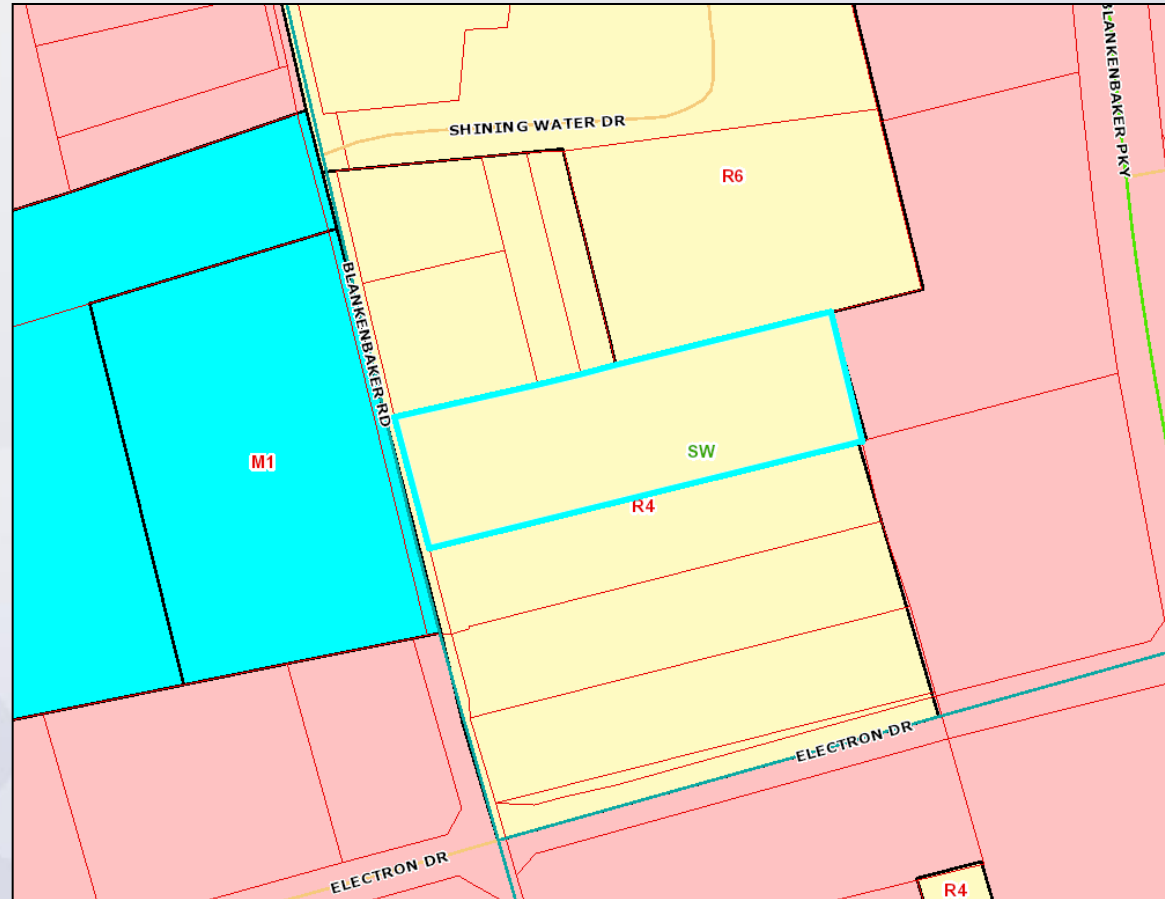 BLANKENBAKER PKY
SHINING WATER DR
R6
BLANKENBAKER RD
SW
M1
R4
ELECTRON DR
ELECTRON DR
R4